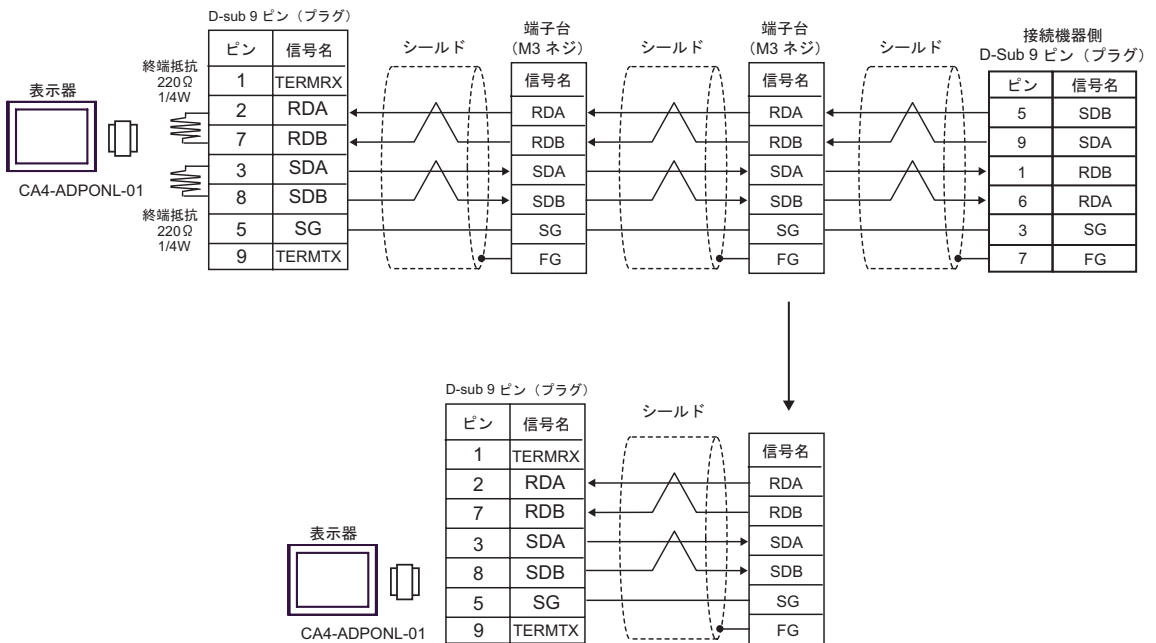 D-sub 9 ピン（プラグ）
ピン 信号名
1 TERMRX
2 RDA
7 RDB
3 SDA
8 SDB
5 SG
9 TERMTX
終端抵抗
220Ω
1/4W
終端抵抗
220Ω
1/4W
表示器
CA4-ADPONL-01
シールド
端子台
（M3 ネジ）
信号名
RDA
RDB
SDA
SDB
SG
FG
シールド
端子台
（M3 ネジ）
信号名
RDA
RDB
SDA
SDB
SG
FG
シールド
接続機器側
D-Sub 9 ピン（プラグ）
ピン 信号名
5 SDB
9 SDA
1 RDB
6 RDA
3 SG
7 FG
D-sub 9 ピン（プラグ）
ピン 信号名
1 TERMRX
2 RDA
7 RDB
3 SDA
8 SDB
5 SG
9 TERMTX
表示器
CA4-ADPONL-01
シールド
信号名
RDA
RDB
SDA
SDB
SG
FG